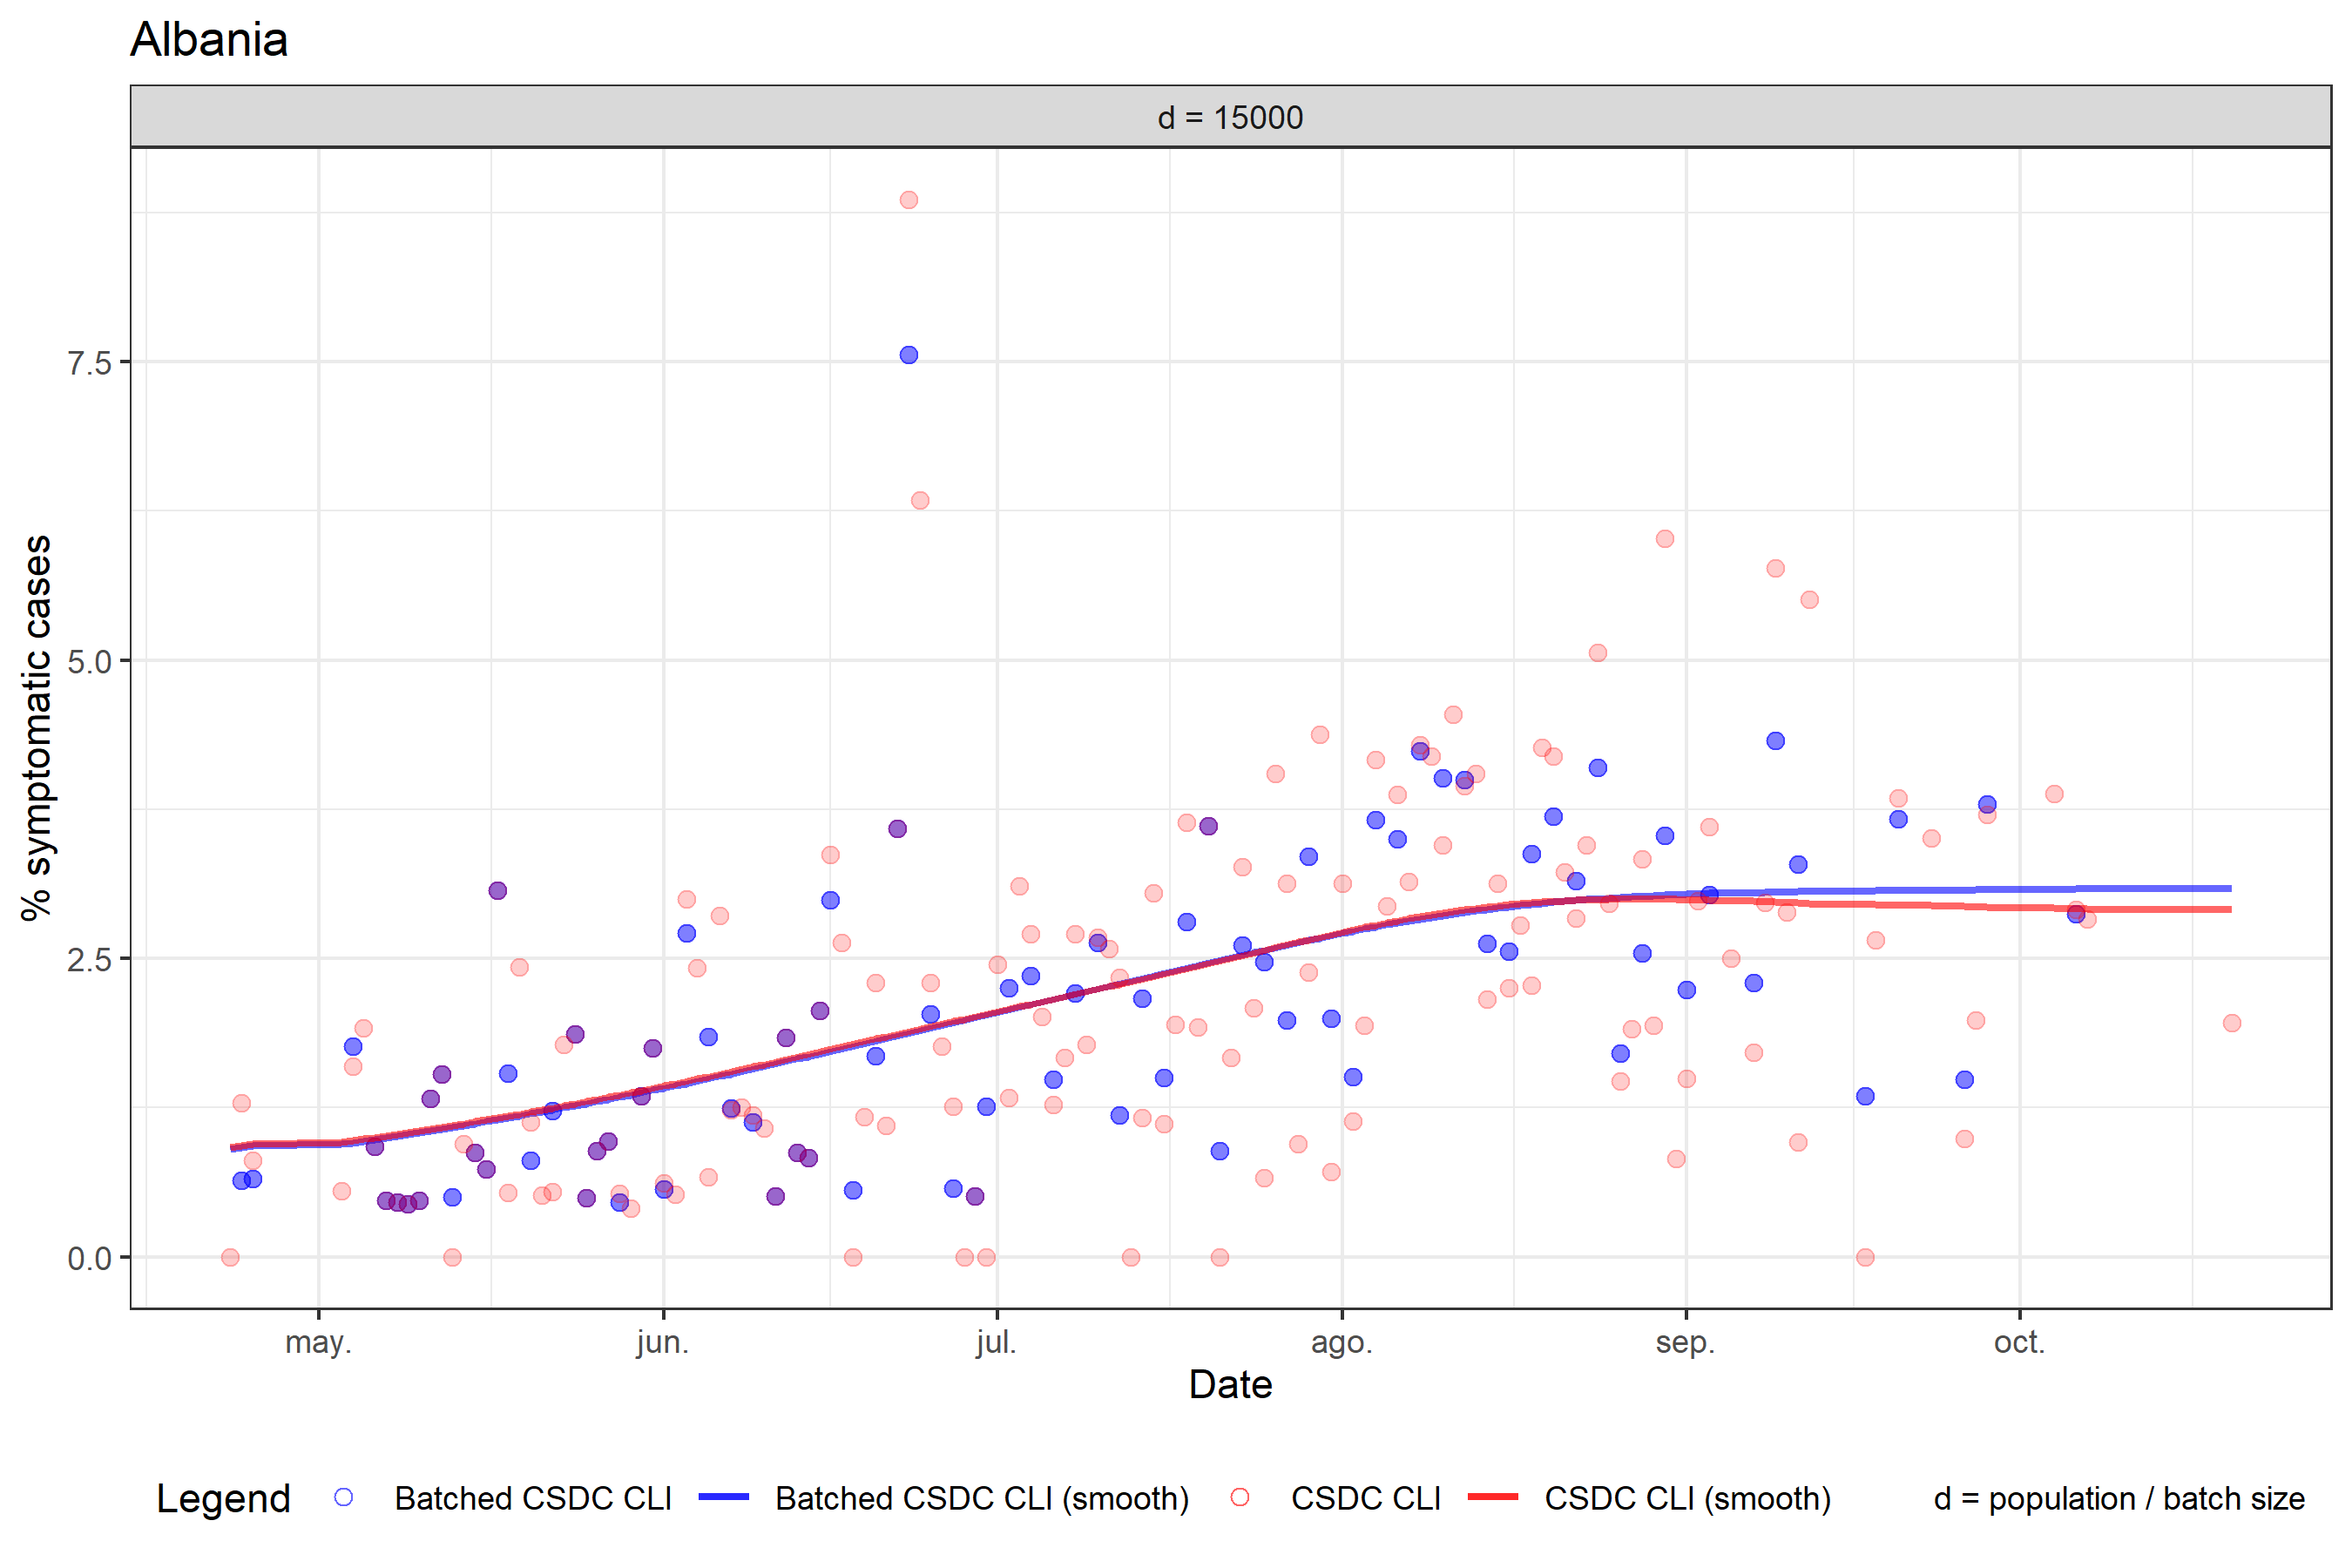 Albania
d = 15000
% symptomatic cases
7.5
5.0
2.5
0.0
may. jun. jul. ago. sep. oct.
Date
Legend Batched CSDC CLI Batched CSDC CLI (smooth) CSDC CLI CSDC CLI (smooth) d = population / batch size